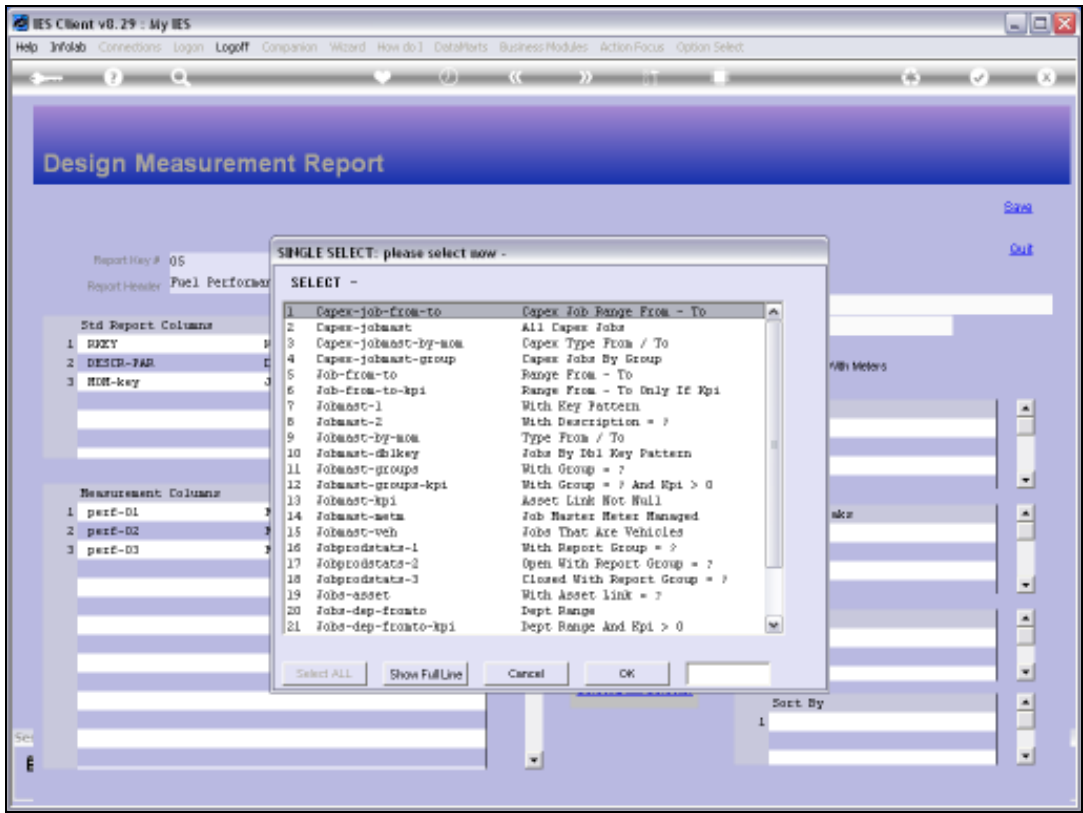 IES Client v8.29 : My IES
Help Infolab Connections Logon Logoff Companion Wizard How do I DataMarts Business Modules Action Focus Option Select
Design Measurement Report
Save
Quit
Report Key # 05
Report Header Fuel Performan
Std Report Columns
1 RKEY
2 DESCR-PAR
3 MOM-key
With Meters
Measurement Columns
1 perf-01
2 perf-02
3 perf-03
Sort By
1
SINGLE SELECT: please select now -
SELECT -
1 Capex-job-from-to Capex Job Range From - To
2 Capex-jobmast All Capex Jobs
3 Capex-jobmast-by-mom Capex Type From / To
4 Capex-jobmast-group Capex Jobs By Group
5 Job-from-to Range From - To
6 Job-from-to-kpi Range From - To Only If Kpi
7 Jobmast-1 With Key Pattern
8 Jobmast-2 With Description = ?
9 Jobmast-by-mom Type From / To
10 Jobmast-dblkey Jobs By Dbl Key Pattern
11 Jobmast-groups With Group = ?
12 Jobmast-groups-kpi With Group = ? And Kpi > 0
13 Jobmast-kpi Asset Link Not Null
14 Jobmast-metm Job Master Meter Managed
15 Jobmast-veh Jobs That Are Vehicles
16 Jobprodstats-1 With Report Group = ?
17 Jobprodstats-2 Open With Report Group = ?
18 Jobprodstats-3 Closed With Report Group = ?
19 Jobs-asset With Asset Link = ?
20 Jobs-dep-fromto Dept Range
21 Jobs-dep-fromto-kpi Dept Range And Kpi > 0
Select ALL Show Full Line Cancel OK